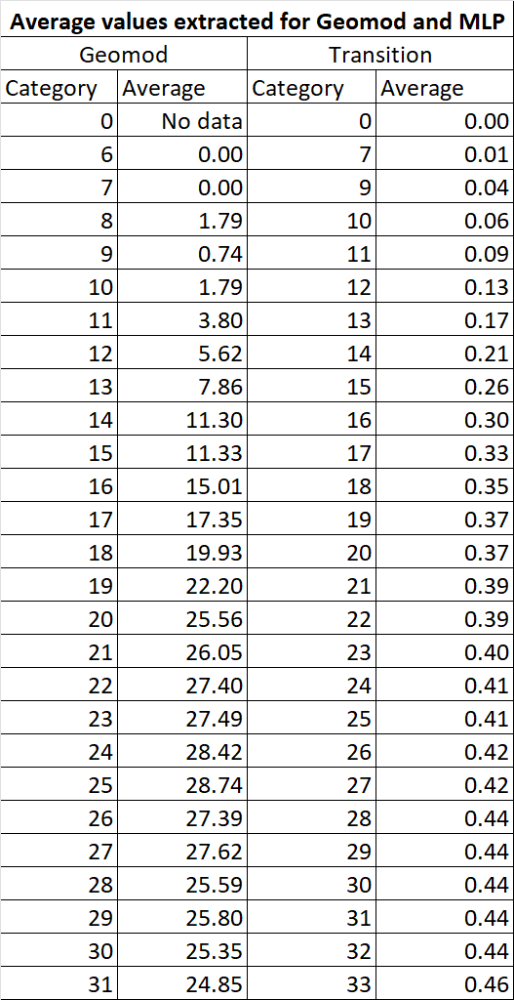 Average values extracted for Geomod and MLP
Geomod Transition
Category Average Category Average
0 No data 0 0.00
6 0.00 7 0.01
7 0.00 9 0.04
8 1.79 10 0.06
9 0.74 11 0.09
10 1.79 12 0.13
11 3.80 13 0.17
12 5.62 14 0.21
13 7.86 15 0.26
14 11.30 16 0.30
15 11.33 17 0.33
16 15.01 18 0.35
17 17.35 19 0.37
18 19.93 20 0.37
19 22.20 21 0.39
20 25.56 22 0.39
21 26.05 23 0.40
22 27.40 24 0.41
23 27.49 25 0.41
24 28.42 26 0.42
25 28.74 27 0.42
26 27.39 28 0.44
27 27.62 29 0.44
28 25.59 30 0.44
29 25.80 31 0.44
30 25.35 32 0.44
31 24.85 33 0.46